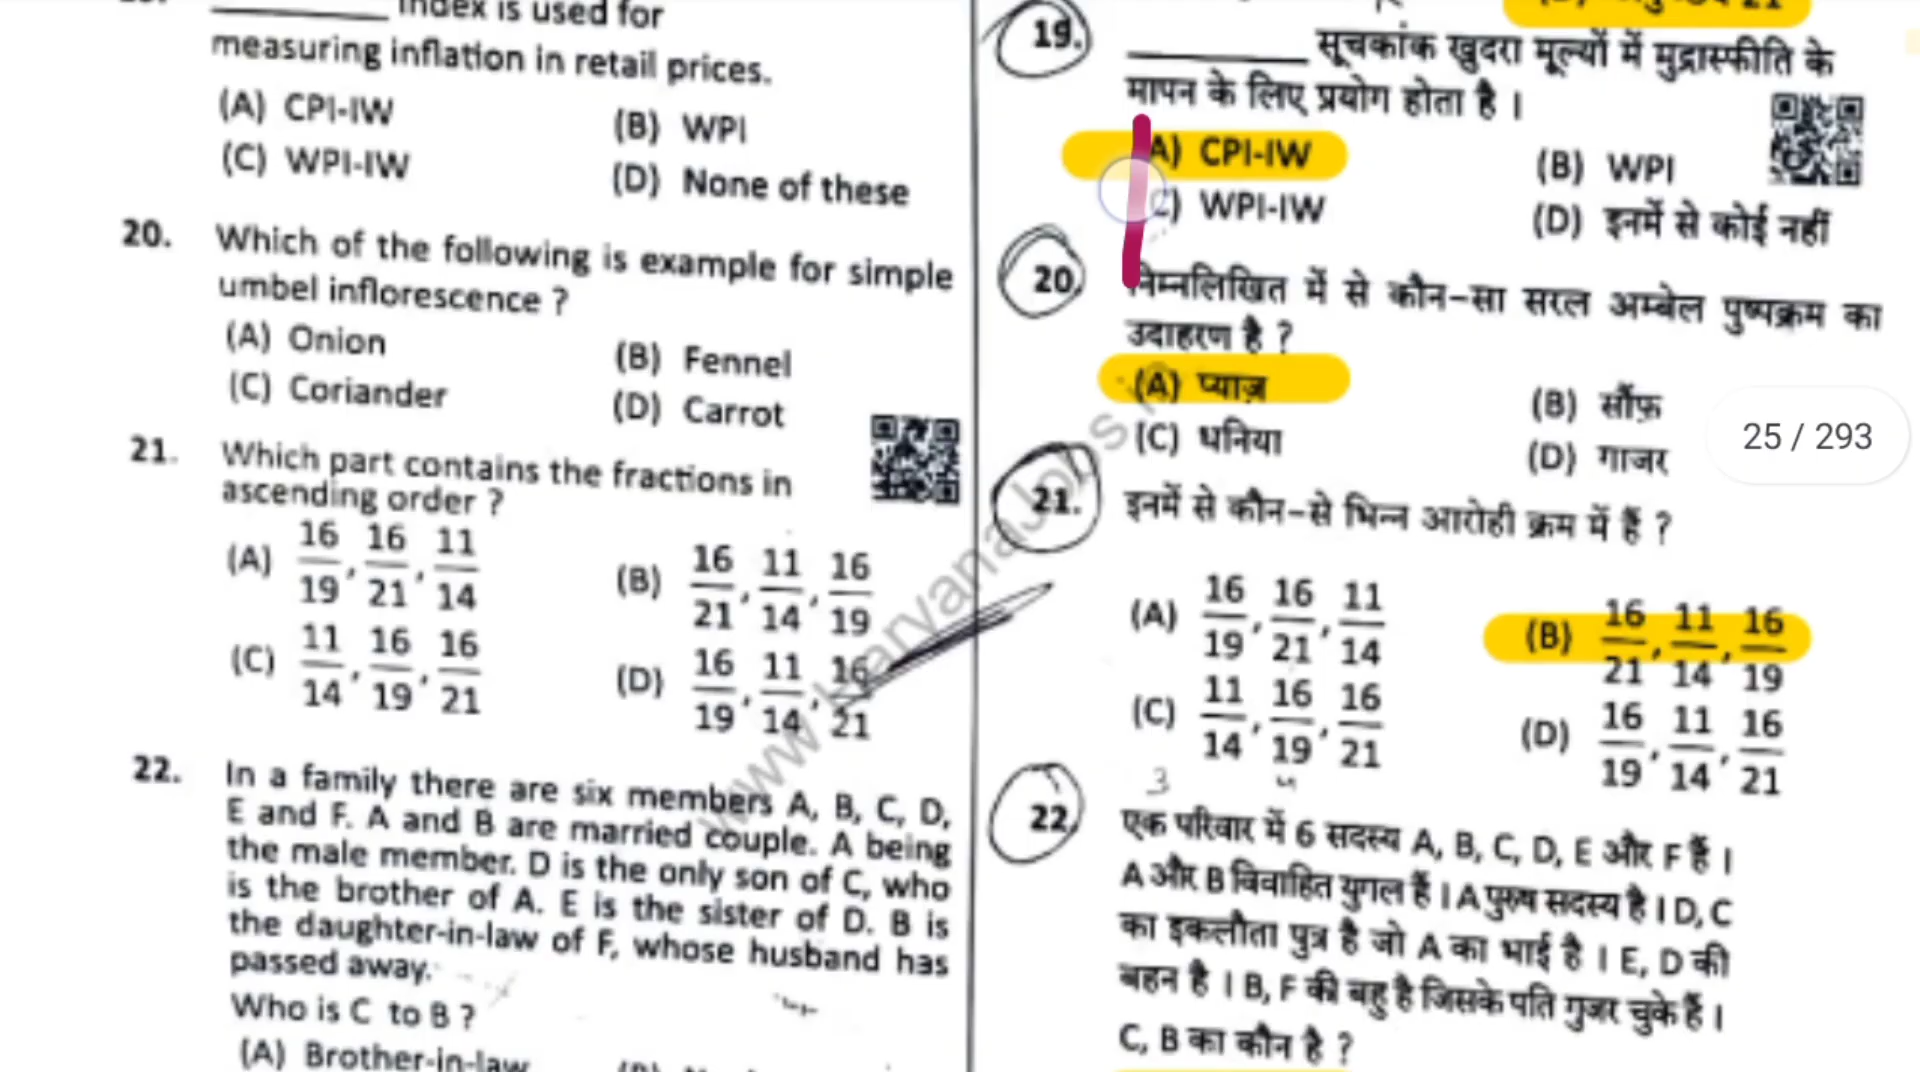 index is used for
measuring inflation in retail prices.
(A) CPI-IW (B) WPI
(C) WPI-IW (D) None of these
20. Which of the following is example for simple
umbel inflorescence ?
(A) Onion (B) Fennel
(C) Coriander (D) Carrot
21. Which part contains the fractions in
ascending order ?
(A) 16/19, 16/21, 11/14 (B) 16/21, 11/14, 16/19
(C) 11/14, 16/19, 16/21 (D) 16/19, 11/14, 16/21
22. In a family there are six members A, B, C, D,
E and F. A and B are married couple. A being
the male member. D is the only son of C, who
is the brother of A. E is the sister of D. B is
the daughter-in-law of F, whose husband has
passed away.
Who is C to B ?
(A) Brother-in-law
19. ________ सूचकांक खुदरा मूल्यों में मुद्रास्फीति के
मापन के लिए प्रयोग होता है ।
A) CPI-IW (B) WPI
C) WPI-IW (D) इनमें से कोई नहीं
20. निम्नलिखित में से कौन-सा सरल अम्बेल पुष्पक्रम का
उदाहरण है ?
(A) प्याज़ (B) सौंफ़
(C) धनिया (D) गाजर
25 / 293
21. इनमें से कौन-से भिन्न आरोही क्रम में हैं ?
(A) 16/19, 16/21, 11/14 (B) 16/21, 11/14, 16/19
(C) 11/14, 16/19, 16/21 (D) 16/19, 11/14, 16/21
22. एक परिवार में 6 सदस्य A, B, C, D, E और F हैं ।
A और B विवाहित युगल हैं । A पुरुष सदस्य है । D, C
का इकलौता पुत्र है जो A का भाई है । E, D की
बहन है । B, F की बहु है जिसके पति गुजर चुके हैं ।
C, B का कौन है ?